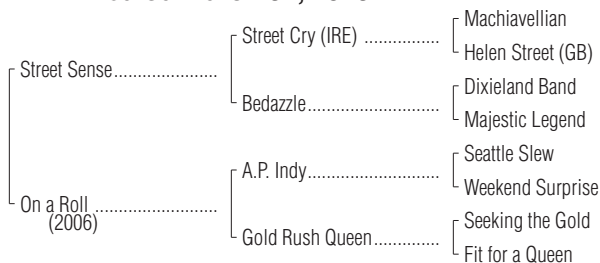 Machiavellian
Street Cry (IRE) ................
Helen Street (GB)
Street Sense......................
Dixieland Band
Bedazzle............................
Majestic Legend
Seattle Slew
A.P. Indy............................
Weekend Surprise
On a Roll ..........................
(2006)
Seeking the Gold
Gold Rush Queen..............
Fit for a Queen